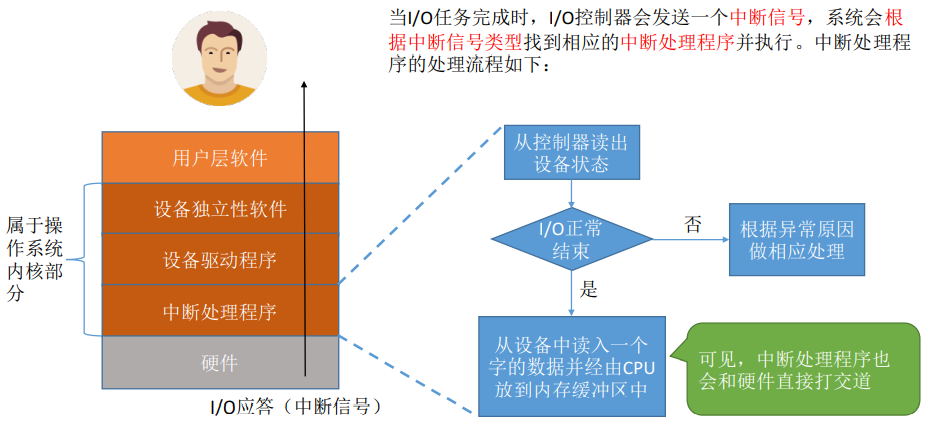 当I/O任务完成时，I/O控制器会发送一个中断信号，系统会根
据中断信号类型找到相应的中断处理程序并执行。中断处理程
序的处理流程如下：
用户层软件
设备独立性软件
设备驱动程序
中断处理程序
硬件
属于操
作系统
内核部
分
I/O应答（中断信号）
从控制器读出
设备状态
I/O正常
结束
否
根据异常原因
做相应处理
是
从设备中读入一个
字的数据并经由CPU
放到内存缓冲区中
可见，中断处理程序也
会和硬件直接打交道